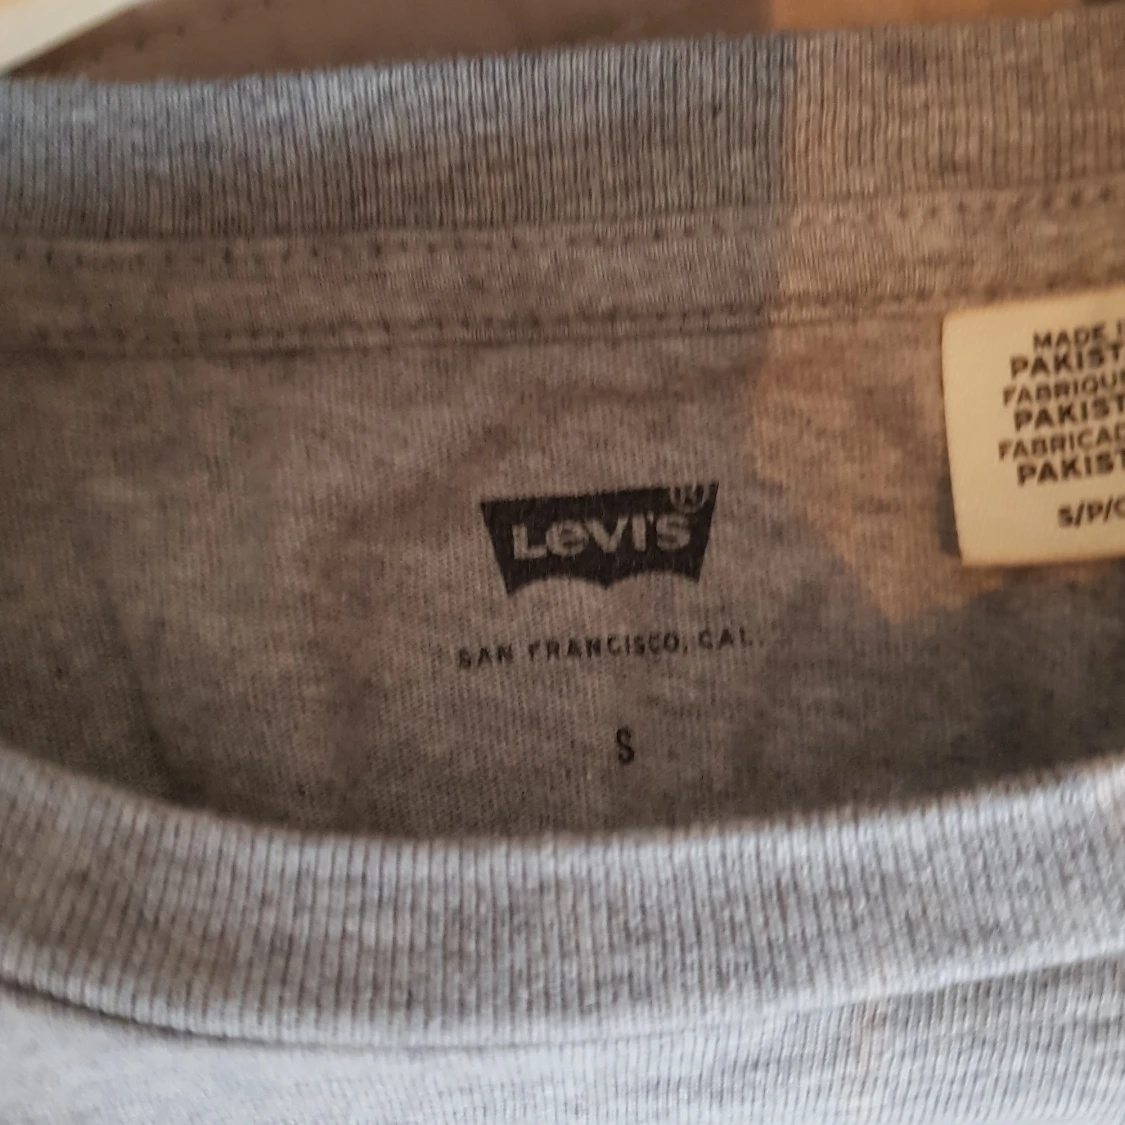 LEVI'S
®
SAN FRANCISCO, CAL.
S
MADE
PAKIST
FABRIQU
PAKIST
FABRICAD
PAKIST
S/P/